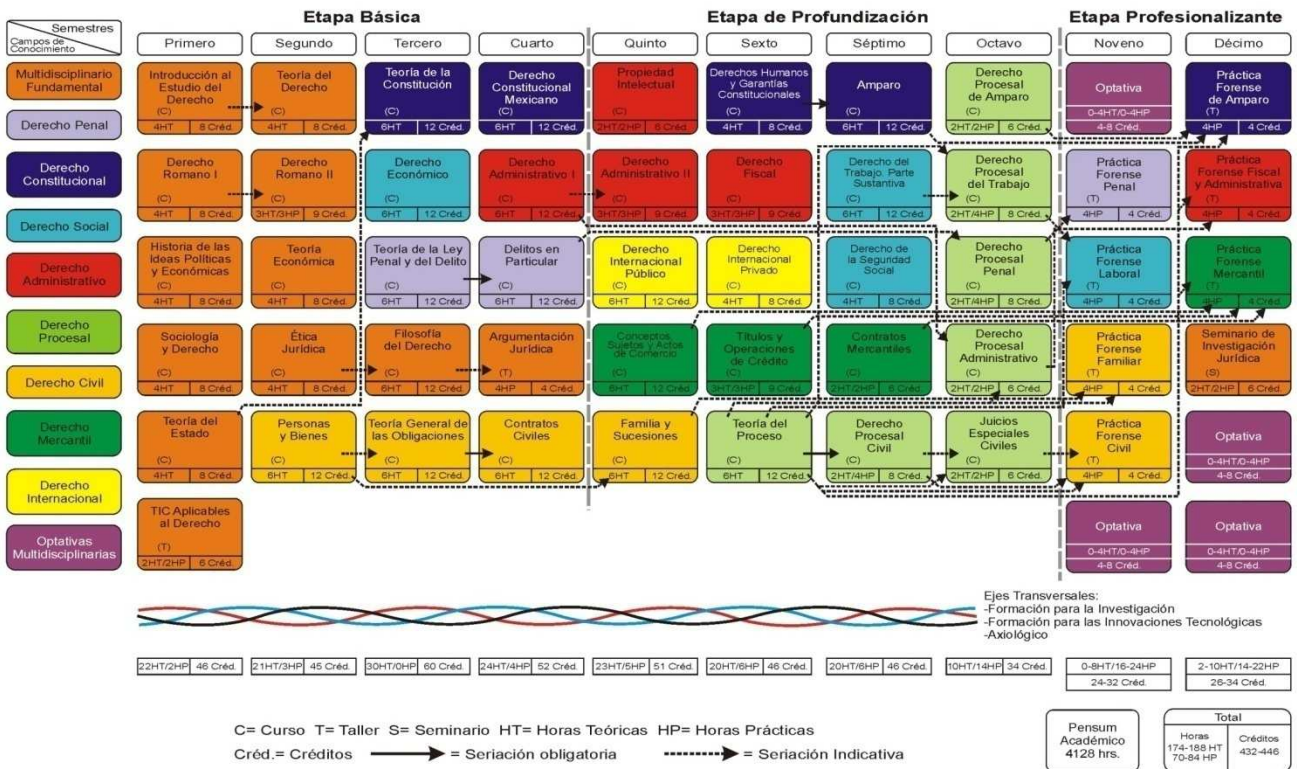 Semestres
Campos de
Conocimiento
Multidisciplinario
Fundamental
Derecho Penal
Derecho
Constitucional
Derecho Social
Derecho
Administrativo
Derecho
Procesal
Derecho Civil
Derecho
Mercantil
Derecho
Internacional
Optativas
Multidisciplinarias
Etapa Básica
Etapa de Profundización
Etapa Profesionalizante
Primero
Segundo
Tercero
Cuarto
Quinto
Sexto
Séptimo
Octavo
Noveno
Décimo
Introducción al
Estudio del
Derecho
(C)
4HT 8 Créd.
Teoría del
Derecho
(C)
4HT 8 Créd.
Teoría de la
Constitución
(C)
6HT 12 Créd.
Derecho
Constitucional
Mexicano
(C)
6HT 12 Créd.
Propiedad
Intelectual
(C)
2HT/2HP 6 Créd.
Derechos Humanos
y Garantías
Constitucionales
(C)
4HT 8 Créd.
Amparo
(C)
6HT 12 Créd.
Derecho
Procesal
de Amparo
(C)
2HT/2HP 6 Créd.
Optativa
0-4HT/0-4HP
4-8 Créd.
Práctica
Forense
de Amparo
(T)
4HP 4 Créd.
Derecho
Romano I
(C)
4HT 8 Créd.
Derecho
Romano II
(C)
3HT/3HP 9 Créd.
Derecho
Económico
(C)
6HT 12 Créd.
Derecho
Administrativo I
(C)
6HT 12 Créd.
Derecho
Administrativo II
(C)
3HT/3HP 9 Créd.
Derecho
Fiscal
(C)
3HT/3HP 9 Créd.
Derecho del
Trabajo. Parte
Sustantiva
(C)
6HT 12 Créd.
Derecho
Procesal
del Trabajo
(C)
2HT/4HP 8 Créd.
Práctica
Forense
Penal
(T)
4HP 4 Créd.
Práctica
Forense Fiscal
y Administrativa
(T)
4HP 4 Créd.
Historia de las
Ideas Políticas
y Económicas
(C)
4HT 8 Créd.
Teoría
Económica
(C)
4HT 8 Créd.
Teoría de la Ley
Penal y del Delito
(C)
6HT 12 Créd.
Delitos en
Particular
(C)
6HT 12 Créd.
Derecho
Internacional
Público
(C)
6HT 12 Créd.
Derecho
Internacional
Privado
(C)
4HT 8 Créd.
Derecho de
la Seguridad
Social
(C)
4HT 8 Créd.
Derecho
Procesal
Penal
(C)
2HT/4HP 8 Créd.
Práctica
Forense
Laboral
(T)
4HP 4 Créd.
Práctica
Forense
Mercantil
(T)
4HP 4 Créd.
Sociología
y Derecho
(C)
4HT 8 Créd.
Ética
Jurídica
(C)
4HT 8 Créd.
Filosofía
del Derecho
(C)
6HT 12 Créd.
Argumentación
Jurídica
(T)
4HP 4 Créd.
Conceptos,
Sujetos y Actos
de Comercio
(C)
6HT 12 Créd.
Títulos y
Operaciones
de Crédito
(C)
3HT/3HP 9 Créd.
Contratos
Mercantiles
(C)
2HT/2HP 6 Créd.
Derecho
Procesal
Administrativo
(C)
2HT/2HP 6 Créd.
Práctica
Forense
Familiar
(T)
4HP 4 Créd.
Seminario de
Investigación
Jurídica
(S)
2HT/2HP 6 Créd.
Teoría del
Estado
(C)
4HT 8 Créd.
Personas
y Bienes
(C)
6HT 12 Créd.
Teoría General de
las Obligaciones
(C)
6HT 12 Créd.
Contratos
Civiles
(C)
6HT 12 Créd.
Familia y
Sucesiones
(C)
6HT 12 Créd.
Teoría del
Proceso
(C)
6HT 12 Créd.
Derecho
Procesal
Civil
(C)
2HT/4HP 8 Créd.
Juicios
Especiales
Civiles
(C)
2HT/2HP 6 Créd.
Práctica
Forense
Civil
(T)
4HP 4 Créd.
Optativa
0-4HT/0-4HP
4-8 Créd.
TIC Aplicables
al Derecho
(T)
2HT/2HP 6 Créd.
Optativa
0-4HT/0-4HP
4-8 Créd.
Optativa
0-4HT/0-4HP
4-8 Créd.
Ejes Transversales:
-Formación para la Investigación
-Formación para las Innovaciones Tecnológicas
-Axiológico
22HT/2HP 46 Créd.
21HT/3HP 45 Créd.
30HT/0HP 60 Créd.
24HT/4HP 52 Créd.
23HT/5HP 51 Créd.
20HT/6HP 46 Créd.
20HT/6HP 46 Créd.
10HT/14HP 34 Créd.
0-8HT/16-24HP
24-32 Créd.
2-10HT/14-22HP
26-34 Créd.
C= Curso T= Taller S= Seminario HT= Horas Teóricas HP= Horas Prácticas
Créd.= Créditos = Seriación obligatoria = Seriación Indicativa
Pensum
Académico
4128 hrs.
Total
Horas
174-188 HT
70-84 HP
Créditos
432-446